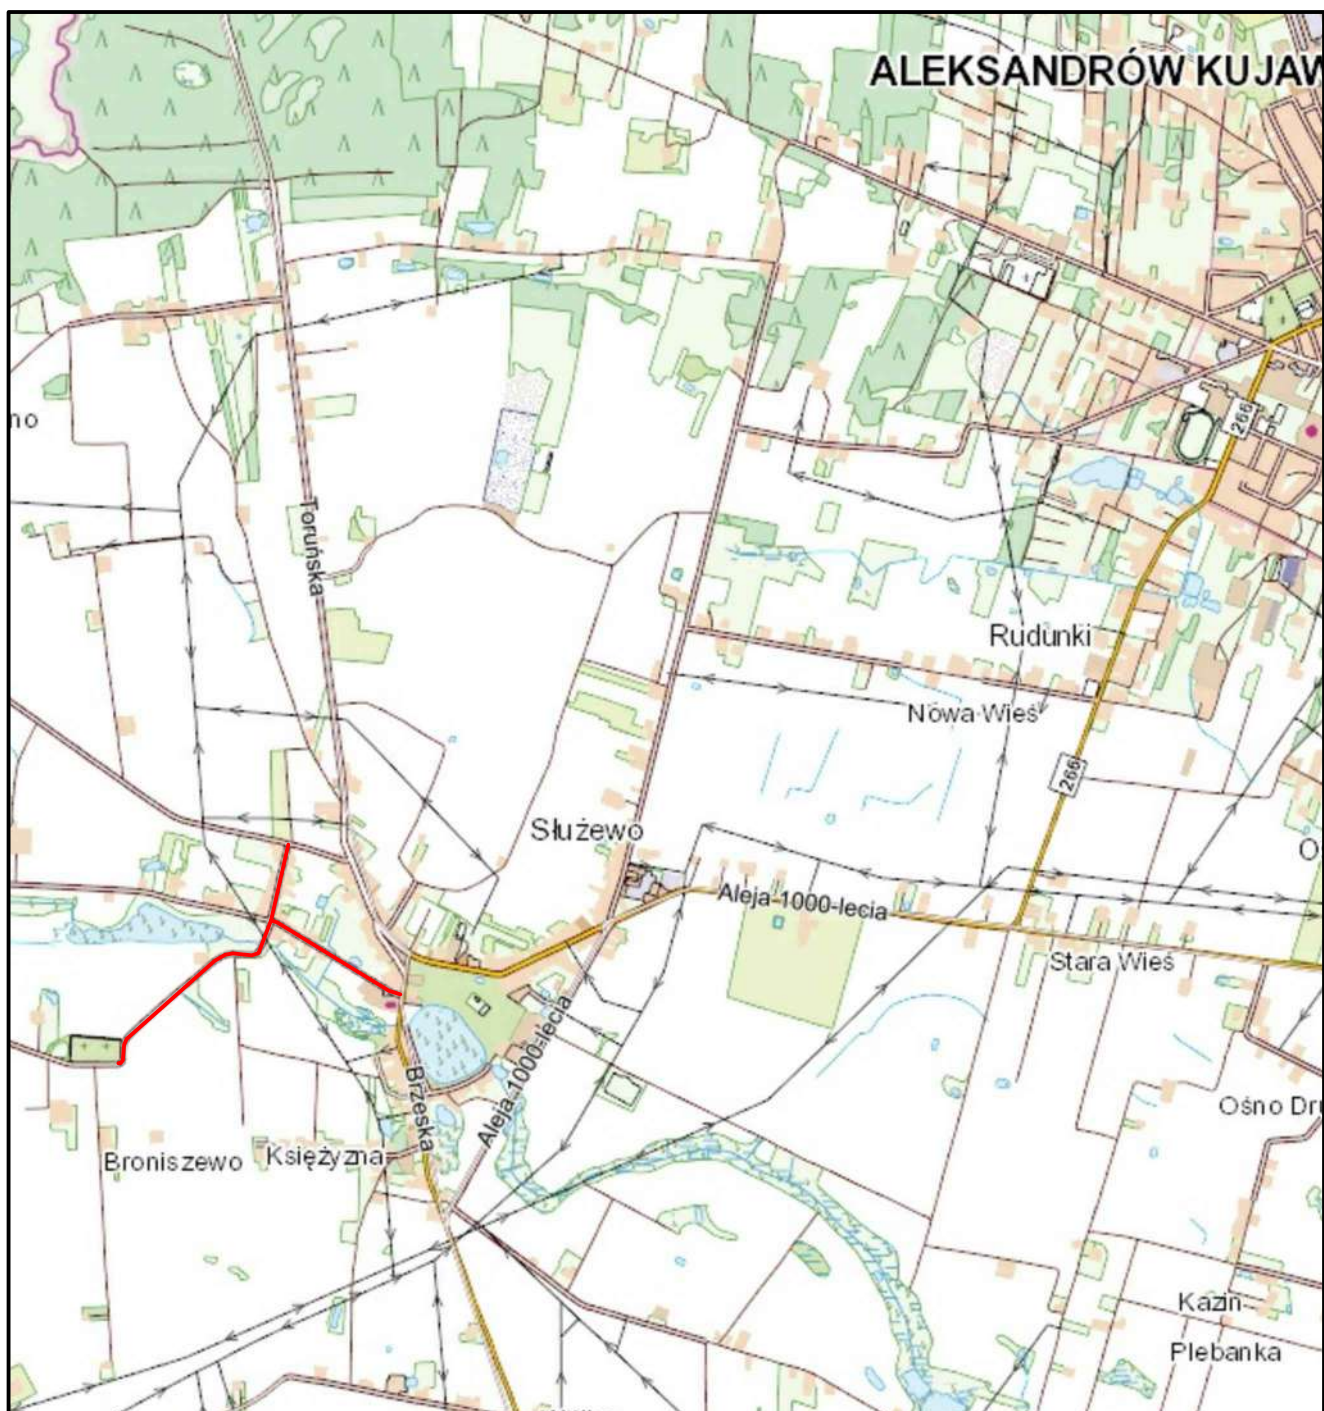 ALEKSANDRÓW KUJAW
no
266
Toruńska
Rudunki
Nowa Wieś
266
Służewo
O
Aleja 1000-lecia
Stara Wieś
Aleja 1000-lecia
Brzeska
Ośno Dru
Broniszewo
Księżyzna
Kazin
Plebanka